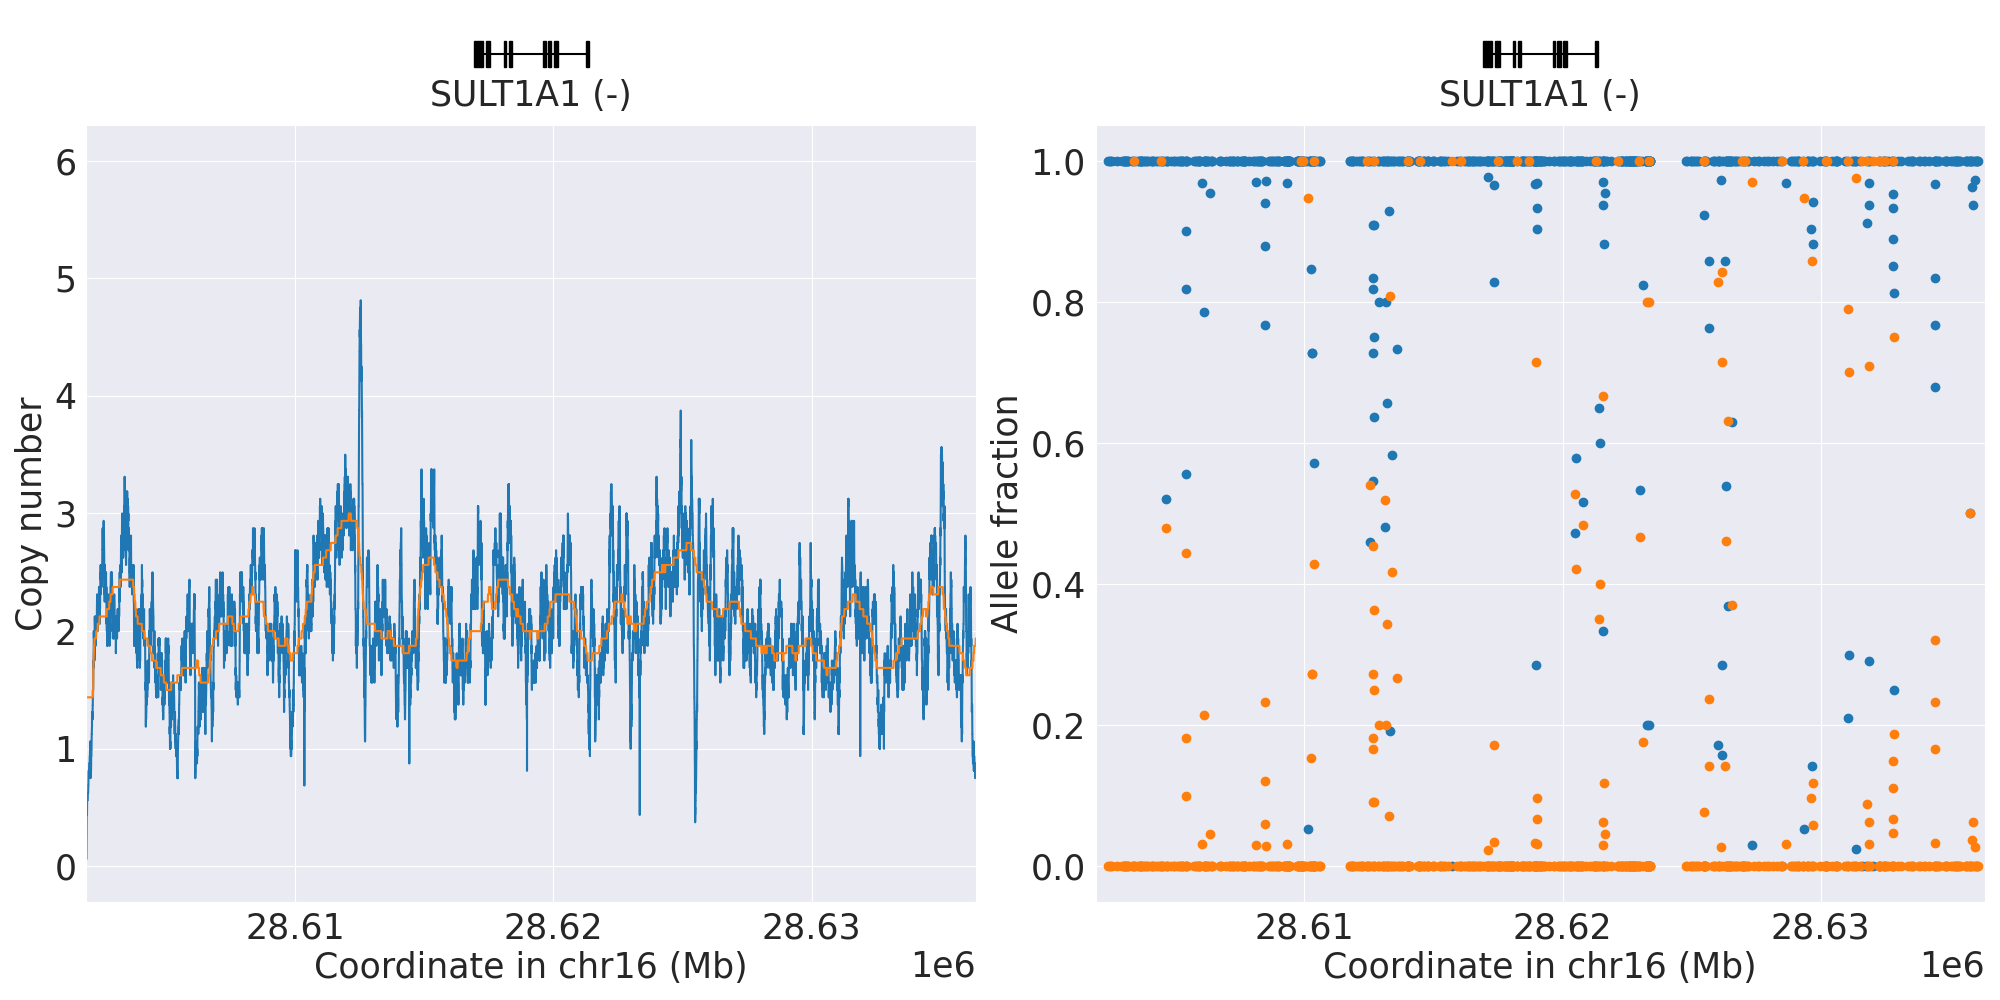 SULT1A1 (-)
Copy number
6
5
4
3
2
1
0
28.61
28.62
28.63
Coordinate in chr16 (Mb)
1e6
SULT1A1 (-)
Allele fraction
1.0
0.8
0.6
0.4
0.2
0.0
28.61
28.62
28.63
Coordinate in chr16 (Mb)
1e6